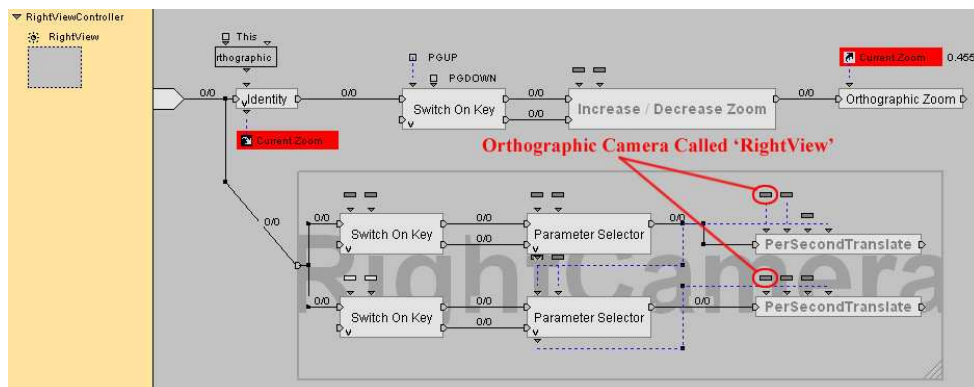 RightViewController
RightView
This
rthographic
PGUP
PGDOWN
Current Zoom
0.455
0/0
Identity
0/0
Switch On Key
0/0
0/0
Increase / Decrease Zoom
0/0
Orthographic Zoom
Current Zoom
Orthographic Camera Called ‘RightView’
0/0
0/0
Switch On Key
0/0
0/0
Parameter Selector
0/0
PerSecondTranslate
RightCamera
0/0
Switch On Key
0/0
0/0
Parameter Selector
0/0
PerSecondTranslate